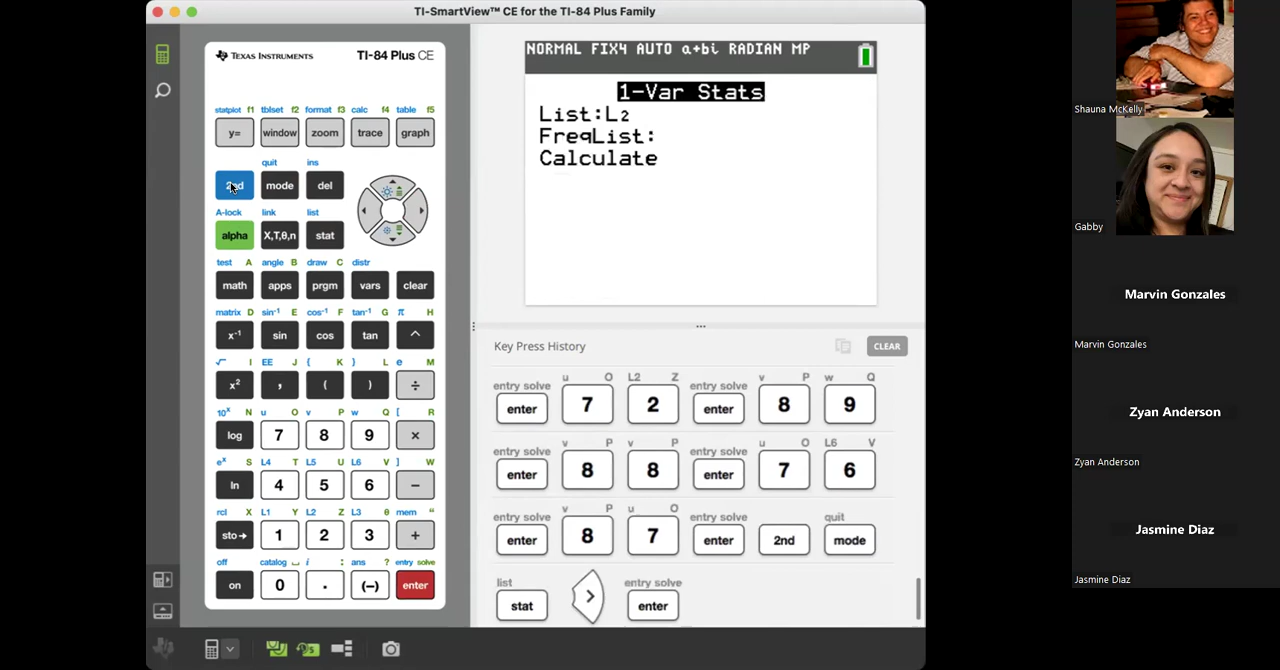 TI-SmartView™ CE for the TI-84 Plus Family
TEXAS INSTRUMENTS
TI-84 Plus CE
statplot f1 tblset f2 format f3 calc f4 table f5
y= window zoom trace graph
quit ins
2nd mode del
A-lock link list
alpha X,T,θ,n stat
test A angle B draw C distr
math apps prgm vars clear
matrix D sin⁻¹ E cos⁻¹ F tan⁻¹ G π H
x⁻¹ sin cos tan ^
√ I EE J { K } L e M
x² , ( ) ÷
10ˣ N u O v P w Q [ R
log 7 8 9 ×
eˣ S L4 T L5 U L6 V ] W
ln 4 5 6 −
rcl X L1 Y L2 Z L3 θ mem "
sto→ 1 2 3 +
off catalog i : ans ? entry solve
on 0 . (−) enter
NORMAL FIX4 AUTO a+bi RADIAN MP
1-Var Stats
List:L2
FreqList:
Calculate
Key Press History
CLEAR
entry solve u O L2 Z entry solve v P w Q
enter 7 2 enter 8 9
entry solve v P v P entry solve u O L6 V
enter 8 8 enter 7 6
entry solve v P u O entry solve quit
enter 8 7 enter 2nd mode
list entry solve
stat > enter
Shauna McKelly
Gabby
Marvin Gonzales
Marvin Gonzales
Zyan Anderson
Zyan Anderson
Jasmine Diaz
Jasmine Diaz